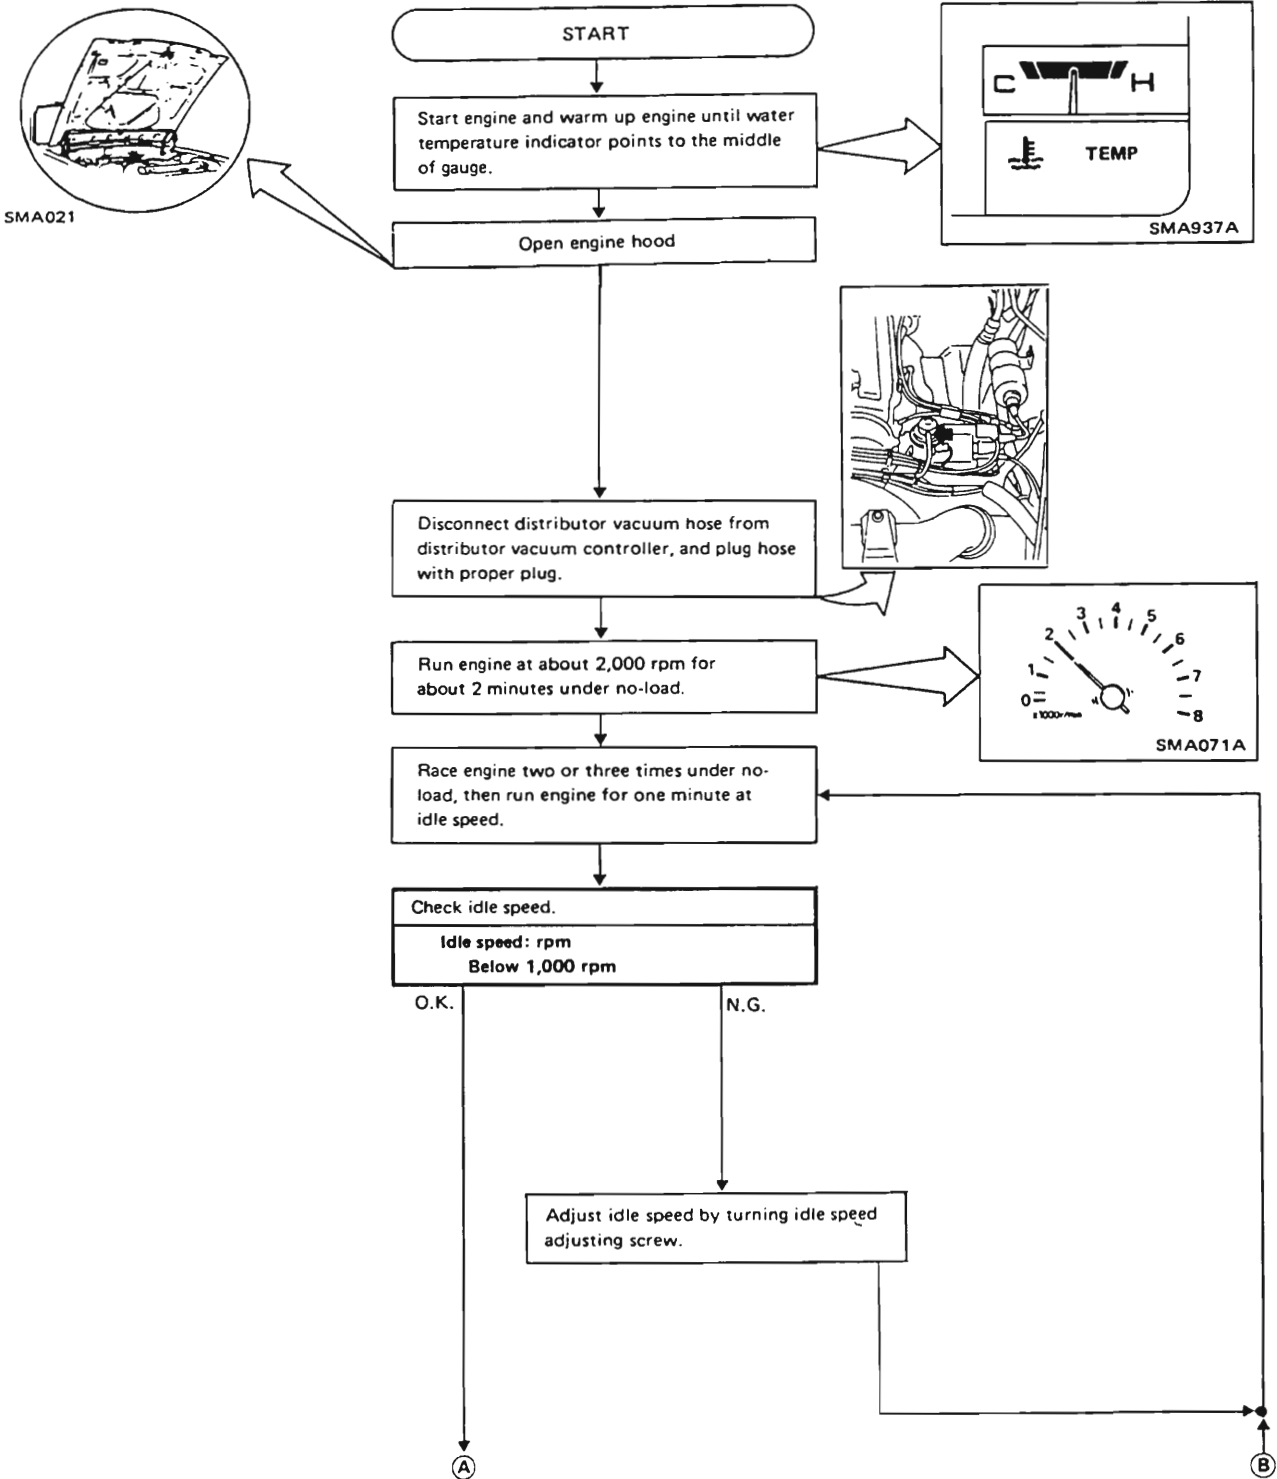 START
Start engine and warm up engine until water
temperature indicator points to the middle
of gauge.
C H
TEMP
SMA937A
SMA021
Open engine hood
Disconnect distributor vacuum hose from
distributor vacuum controller, and plug hose
with proper plug.
Run engine at about 2,000 rpm for
about 2 minutes under no-load.
0 1 2 3 4 5 6 7 8
x 1000r/min
SMA071A
Race engine two or three times under no-
load, then run engine for one minute at
idle speed.
Check idle speed.
Idle speed: rpm
Below 1,000 rpm
O.K.
N.G.
Adjust idle speed by turning idle speed
adjusting screw.
A
B